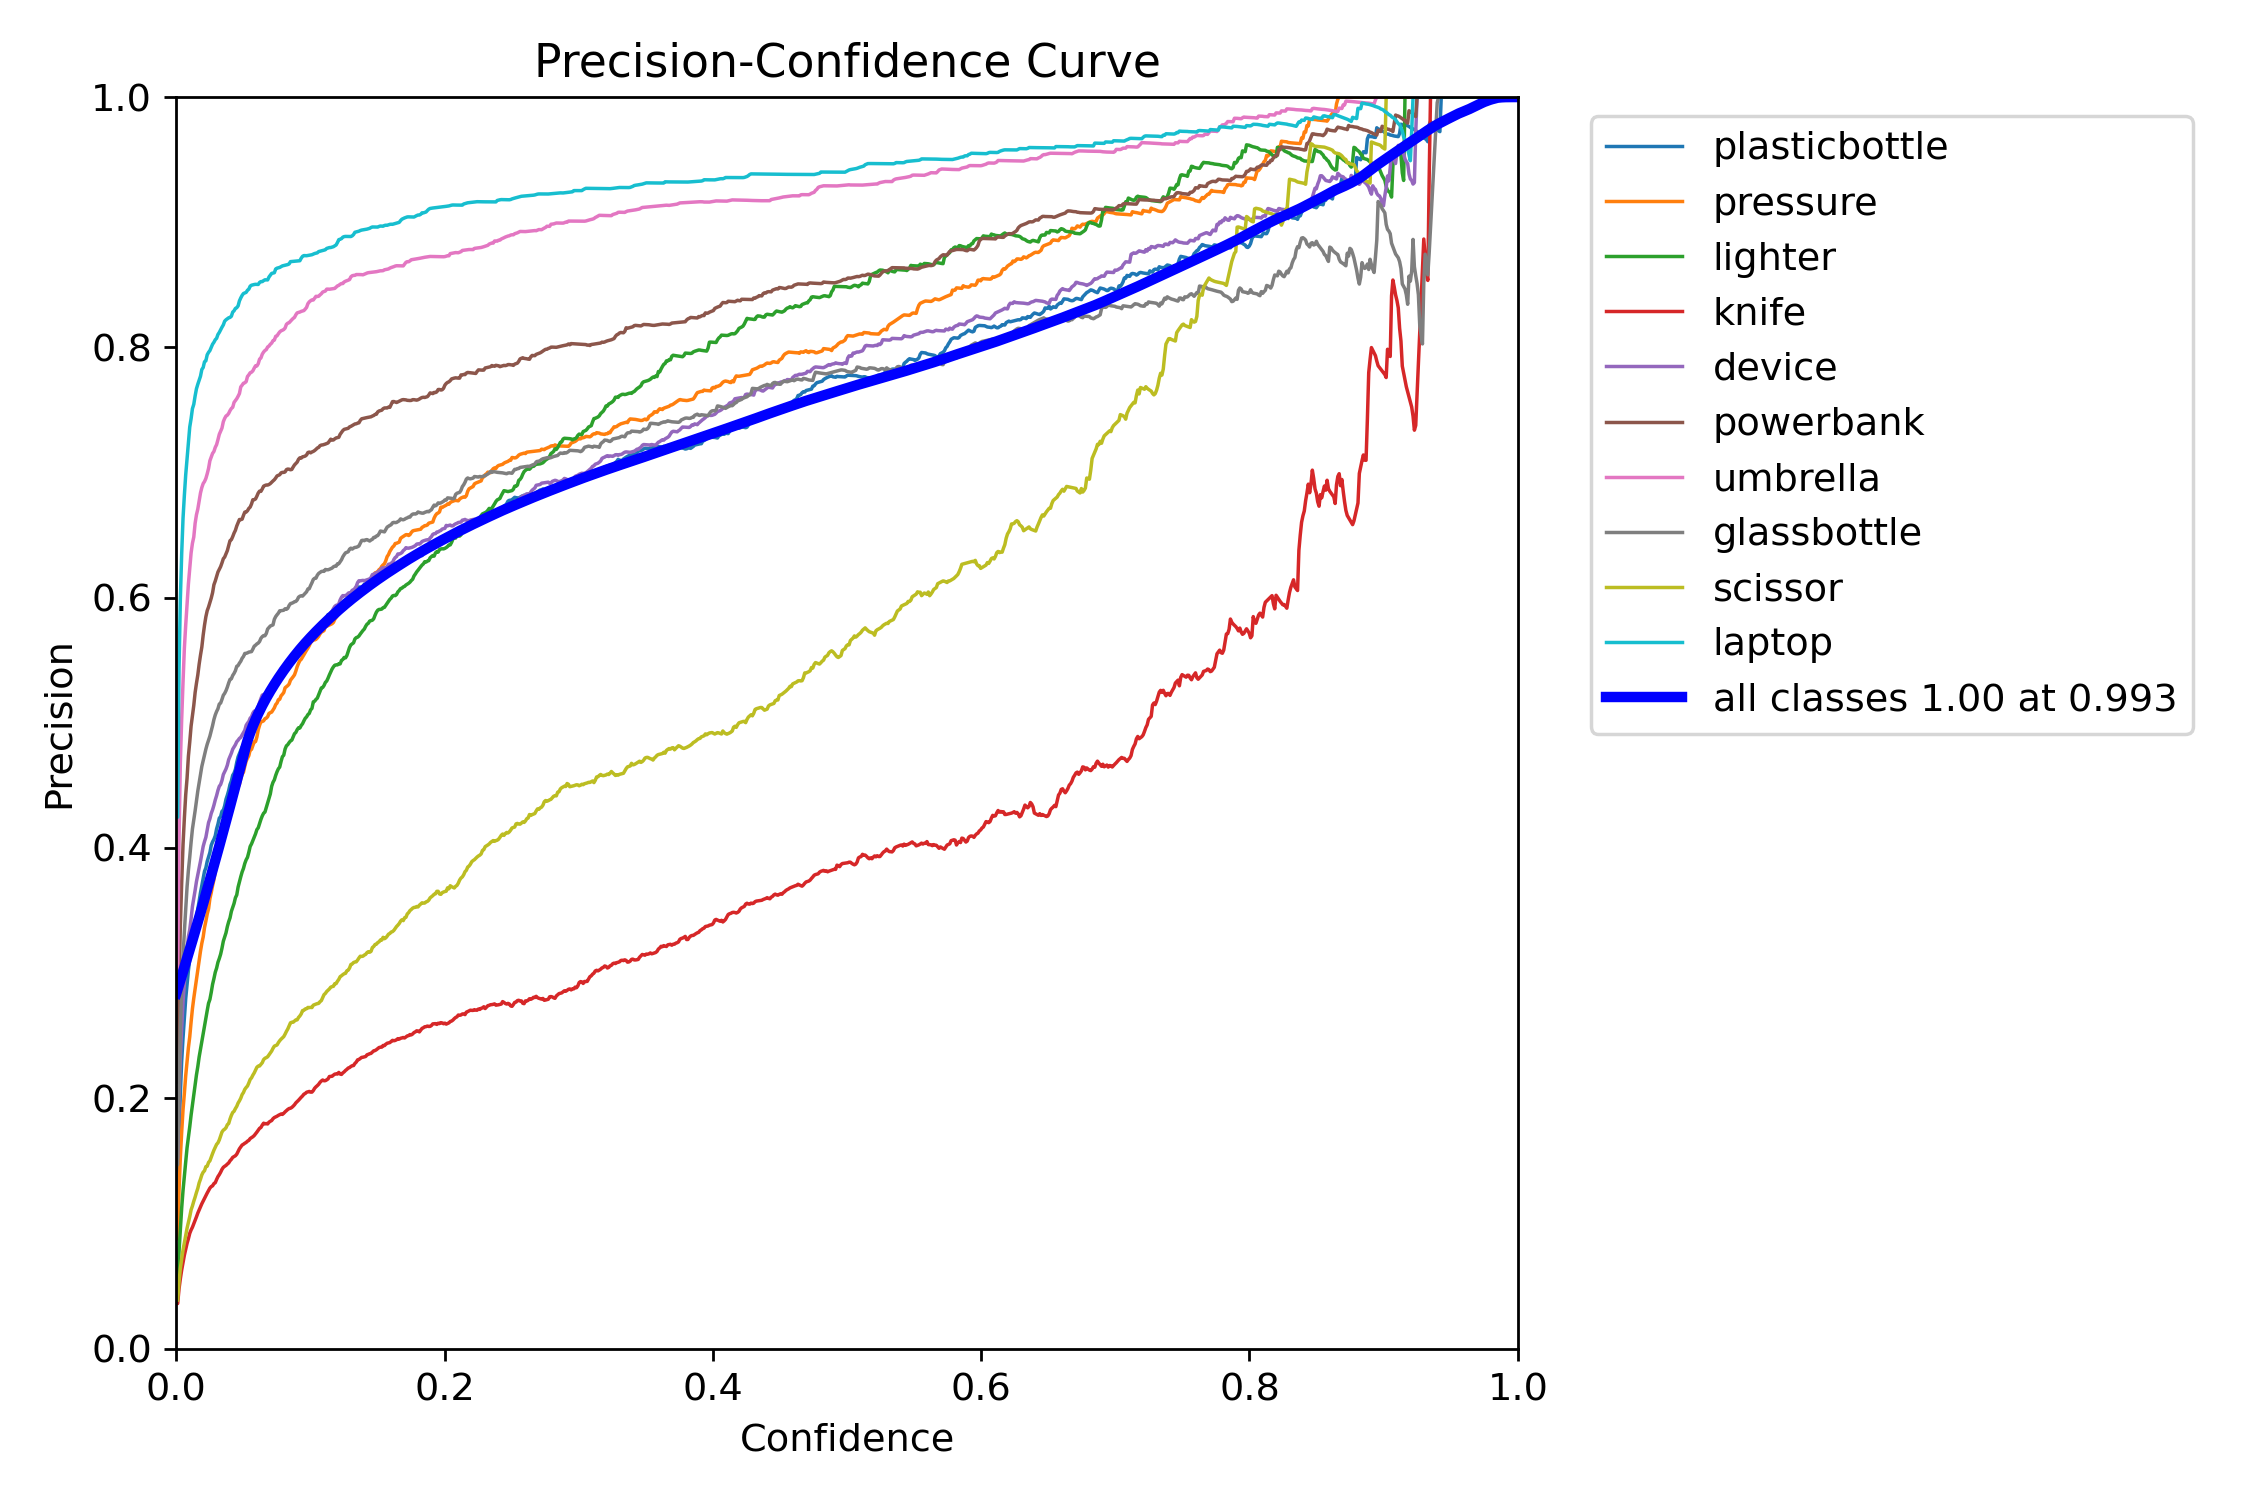 Precision-Confidence Curve
1.0
0.8
0.6
0.4
0.2
0.0
Precision
0.0 0.2 0.4 0.6 0.8 1.0
Confidence
plasticbottle
pressure
lighter
knife
device
powerbank
umbrella
glassbottle
scissor
laptop
all classes 1.00 at 0.993